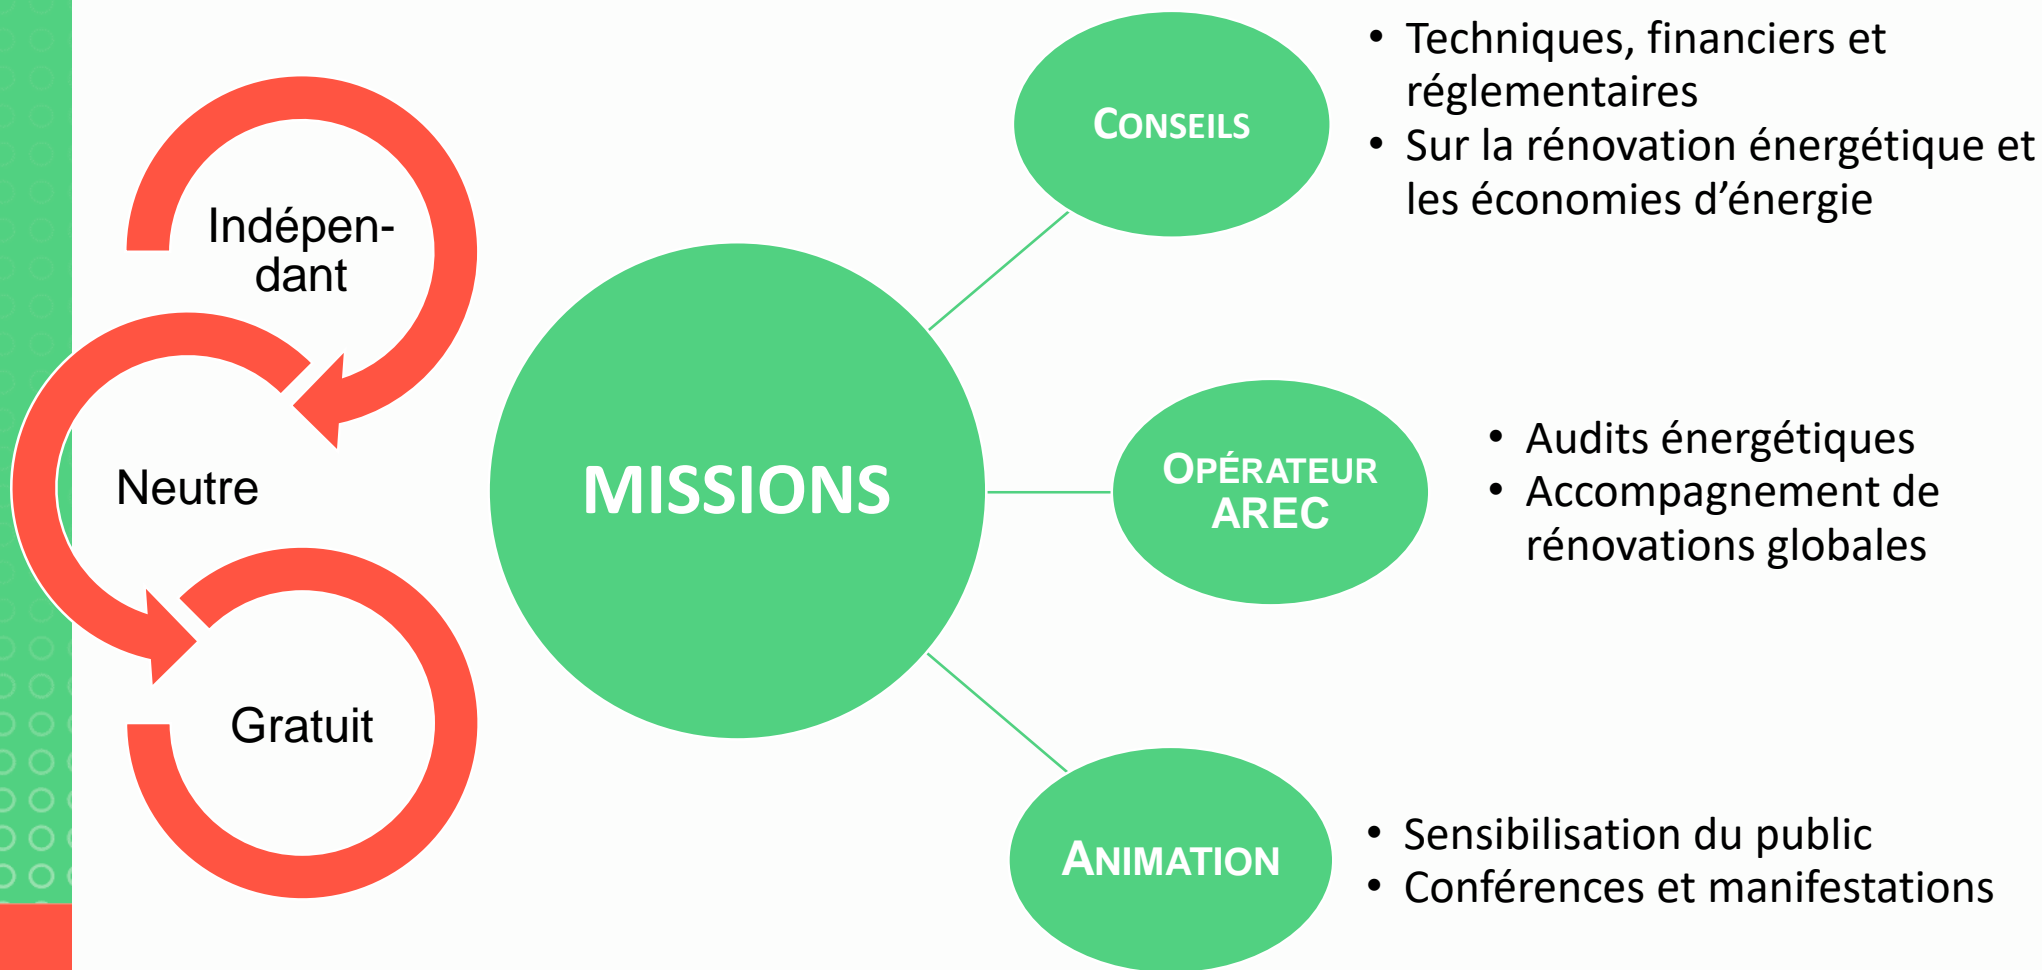 Indépen-
dant
Neutre
Gratuit
MISSIONS
CONSEILS
• Techniques, financiers et
réglementaires
• Sur la rénovation énergétique et
les économies d’énergie
OPÉRATEUR
AREC
• Audits énergétiques
• Accompagnement de
rénovations globales
ANIMATION
• Sensibilisation du public
• Conférences et manifestations